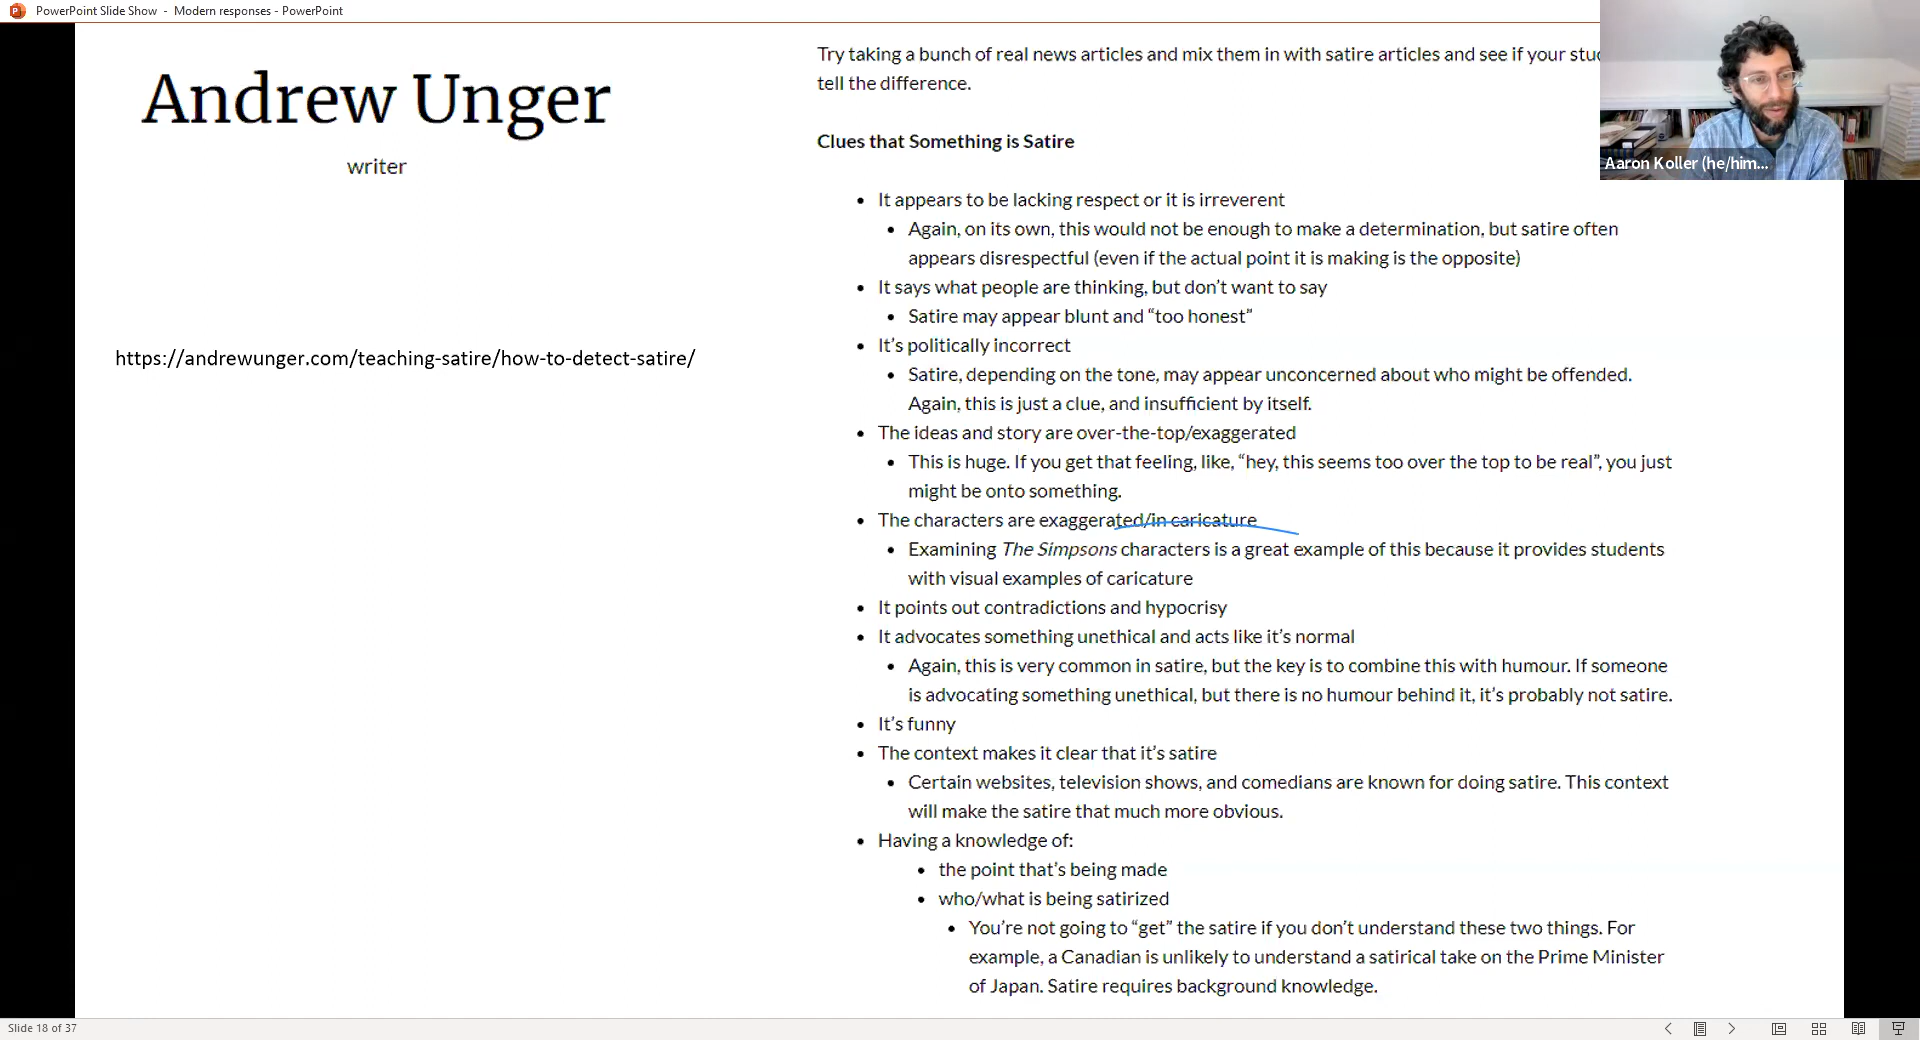 PowerPoint Slide Show - Modern responses - PowerPoint
Andrew Unger
writer
https://andrewunger.com/teaching-satire/how-to-detect-satire/
Try taking a bunch of real news articles and mix them in with satire articles and see if your
tell the difference.
Clues that Something is Satire
• It appears to be lacking respect or it is irreverent
• Again, on its own, this would not be enough to make a determination, but satire often
appears disrespectful (even if the actual point it is making is the opposite)
• It says what people are thinking, but don’t want to say
• Satire may appear blunt and “too honest”
• It’s politically incorrect
• Satire, depending on the tone, may appear unconcerned about who might be offended.
Again, this is just a clue, and insufficient by itself.
• The ideas and story are over-the-top/exaggerated
• This is huge. If you get that feeling, like, “hey, this seems too over the top to be real”, you just
might be onto something.
• The characters are exaggerated/in caricature
• Examining The Simpsons characters is a great example of this because it provides students
with visual examples of caricature
• It points out contradictions and hypocrisy
• It advocates something unethical and acts like it’s normal
• Again, this is very common in satire, but the key is to combine this with humour. If someone
is advocating something unethical, but there is no humour behind it, it’s probably not satire.
• It’s funny
• The context makes it clear that it’s satire
• Certain websites, television shows, and comedians are known for doing satire. This context
will make the satire that much more obvious.
• Having a knowledge of:
• the point that’s being made
• who/what is being satirized
• You’re not going to “get” the satire if you don’t understand these two things. For
example, a Canadian is unlikely to understand a satirical take on the Prime Minister
of Japan. Satire requires background knowledge.
Aaron Koller (he/him...
Slide 18 of 37